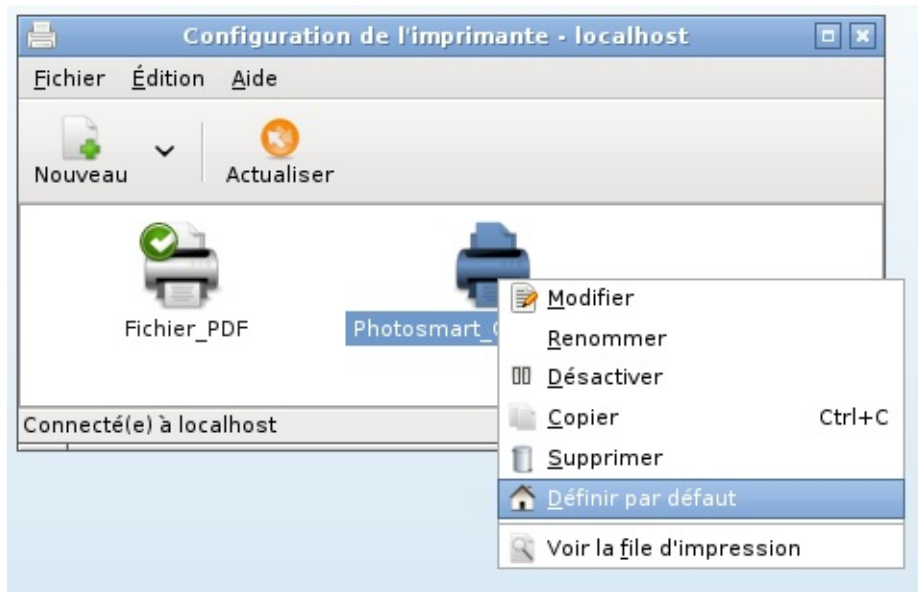 Configuration de l'imprimante - localhost
Fichier Édition Aide
Nouveau Actualiser
Fichier_PDF
Photosmart_
Modifier
Renommer
Désactiver
Copier Ctrl+C
Supprimer
Définir par défaut
Voir la file d'impression
Connecté(e) à localhost